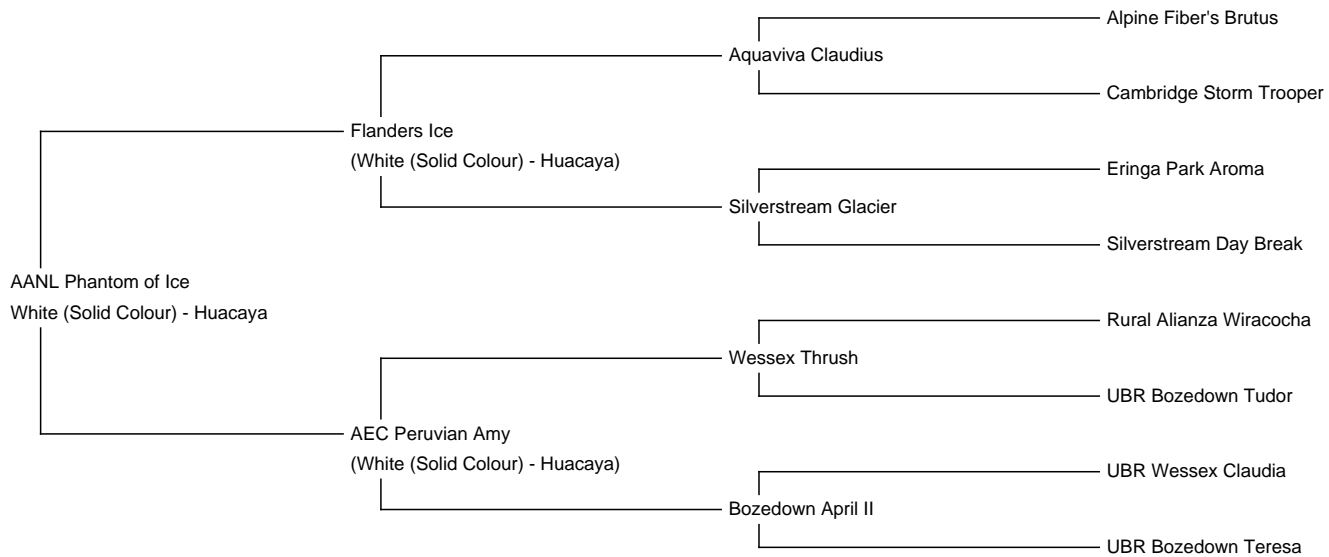 Alpine Fiber's Brutus
Aquaviva Claudius
Cambridge Storm Trooper
Flanders Ice
(White (Solid Colour) - Huacaya)
Eringa Park Aroma
Silverstream Glacier
Silverstream Day Break
AANL Phantom of Ice
White (Solid Colour) - Huacaya
Rural Alianza Wiracocha
Wessex Thrush
UBR Bozedown Tudor
AEC Peruvian Amy
(White (Solid Colour) - Huacaya)
UBR Wessex Claudia
Bozedown April II
UBR Bozedown Teresa